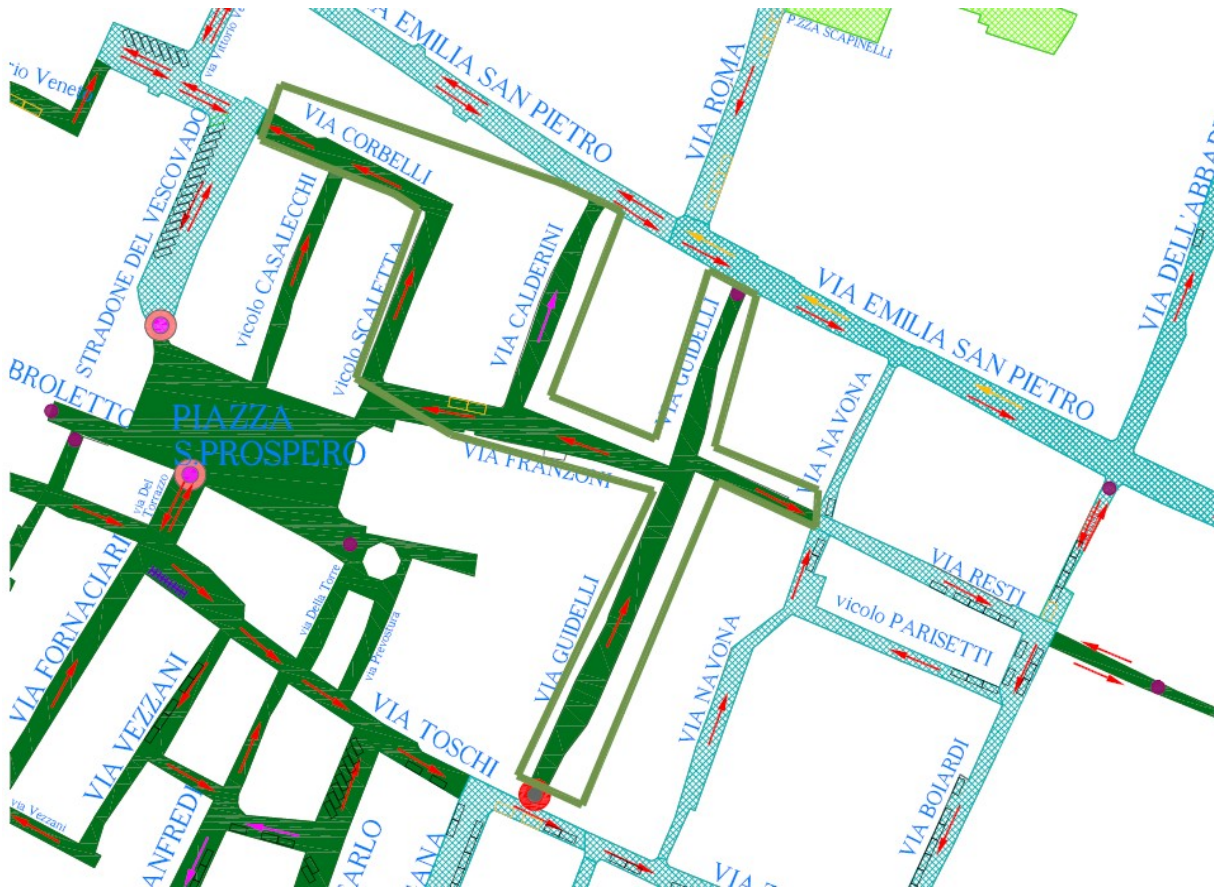 P.ZZA SCAPINELLI
VIA EMILIA SAN PIETRO
VIA ROMA
VIA CORBELLI
STRADONE DEL VESCOVADO
vicolo CASALECCHI
vicolo SCALETTA
VIA CALDERINI
VIA GUIDELLI
VIA EMILIA SAN PIETRO
VIA NAVONA
BROLETTO
PIAZZA
S.PROSPERO
VIA FRANZONI
via Del
Torrazzo
VIA FORNACIARI
via Della Torre
via Prevostura
VIA GUIDELLI
VIA RESTI
vicolo PARISETTI
VIA NAVONA
VIA VEZZANI
VIA TOSCHI
VIA BOIARDI
via Vezzani